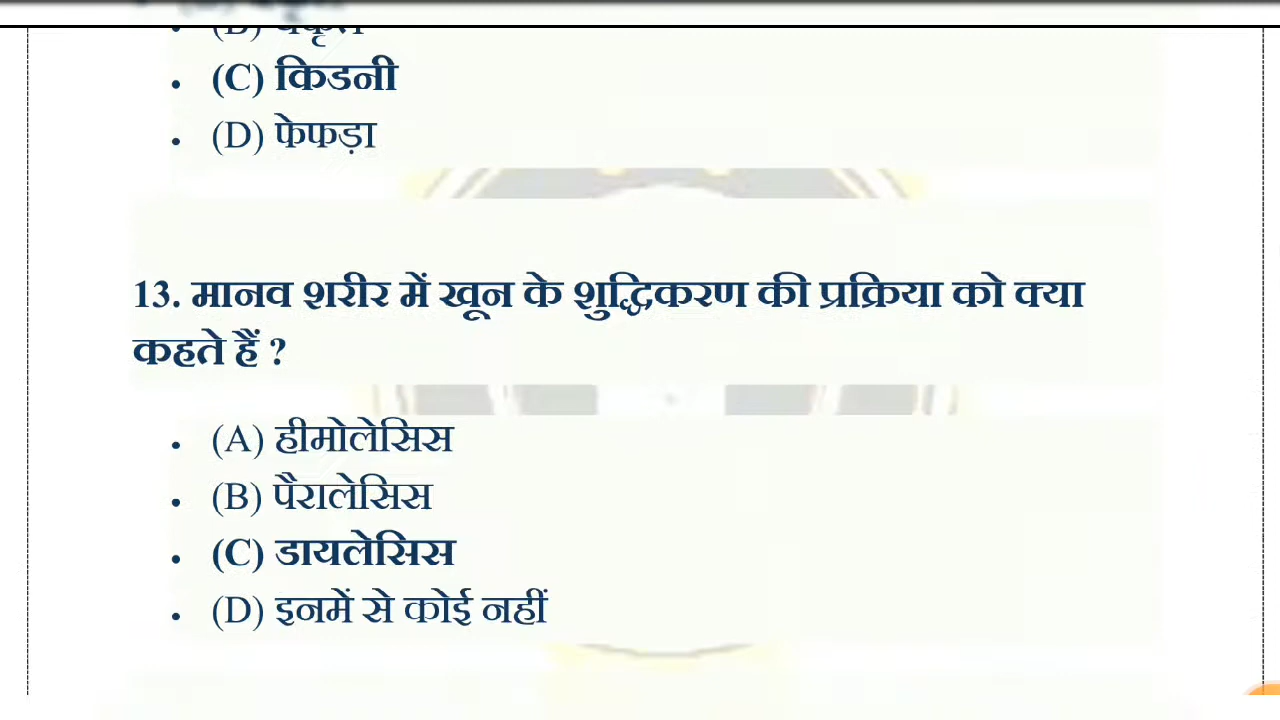 (C) किडनी
(D) फेफड़ा
13. मानव शरीर में खून के शुद्धिकरण की प्रक्रिया को क्या
कहते हैं ?
(A) हीमोलेसिस
(B) पैरालेसिस
(C) डायलेसिस
(D) इनमें से कोई नहीं